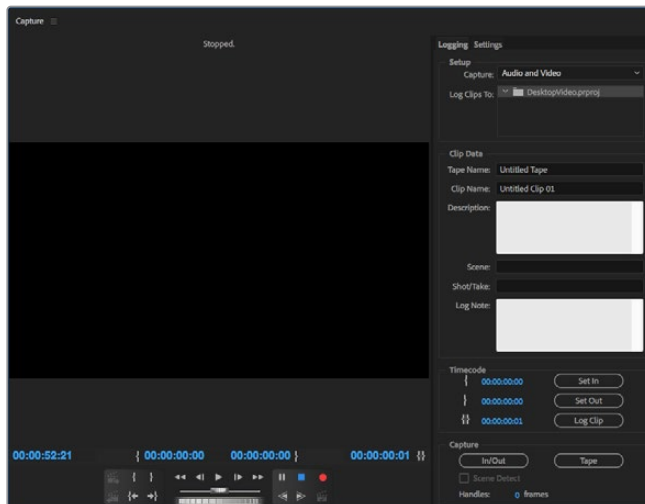 Capture
Stopped.
Logging Settings
Setup
Capture: Audio and Video
Log Clips To: DesktopVideo.prproj
Clip Data
Tape Name: Untitled Tape
Clip Name: Untitled Clip 01
Description:
Scene:
Shot/Take:
Log Note:
Timecode
{ 00:00:00:00 Set In
} 00:00:00:00 Set Out
{} 00:00:00:01 Log Clip
00:00:52:21 { 00:00:00:00 00:00:00:00 } 00:00:00:01 {}
Capture
In/Out Tape
Scene Detect
Handles: 0 frames